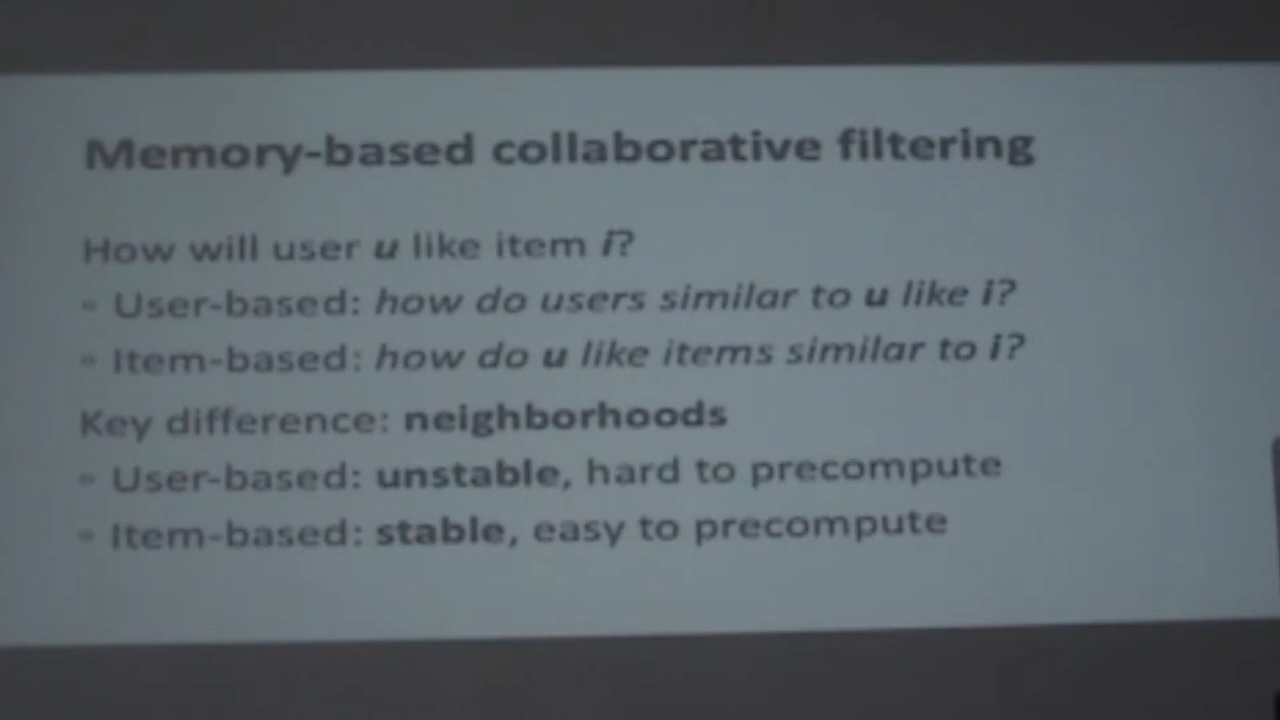 Memory-based collaborative filtering
How will user u like item i?
• User-based: how do users similar to u like i?
• Item-based: how do u like items similar to i?
Key difference: neighborhoods
• User-based: unstable, hard to precompute
• Item-based: stable, easy to precompute